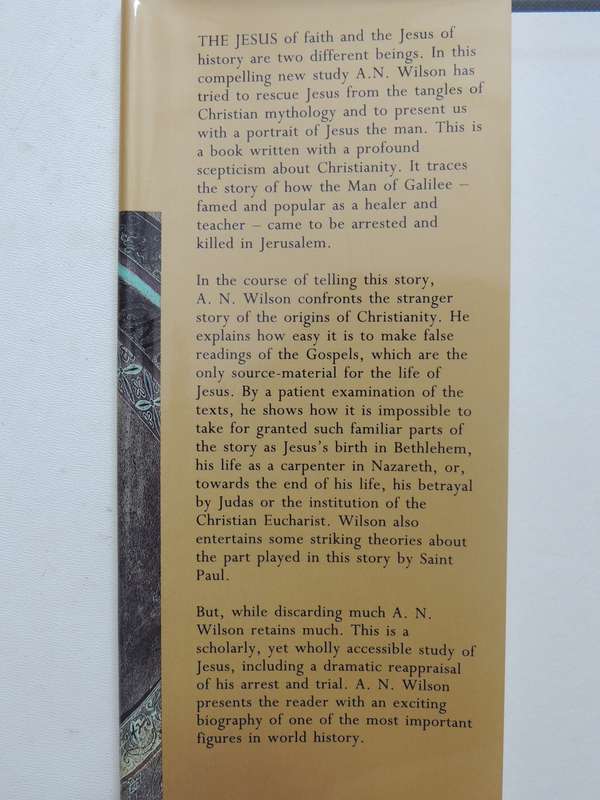 THE JESUS of faith and the Jesus of
history are two different beings. In this
compelling new study A.N. Wilson has
tried to rescue Jesus from the tangles of
Christian mythology and to present us
with a portrait of Jesus the man. This is
a book written with a profound
scepticism about Christianity. It traces
the story of how the Man of Galilee –
famed and popular as a healer and
teacher – came to be arrested and
killed in Jerusalem.
In the course of telling this story,
A. N. Wilson confronts the stranger
story of the origins of Christianity. He
explains how easy it is to make false
readings of the Gospels, which are the
only source-material for the life of
Jesus. By a patient examination of the
texts, he shows how it is impossible to
take for granted such familiar parts of
the story as Jesus's birth in Bethlehem,
his life as a carpenter in Nazareth, or,
towards the end of his life, his betrayal
by Judas or the institution of the
Christian Eucharist. Wilson also
entertains some striking theories about
the part played in this story by Saint
Paul.
But, while discarding much A. N.
Wilson retains much. This is a
scholarly, yet wholly accessible study of
Jesus, including a dramatic reappraisal
of his arrest and trial. A. N. Wilson
presents the reader with an exciting
biography of one of the most important
figures in world history.